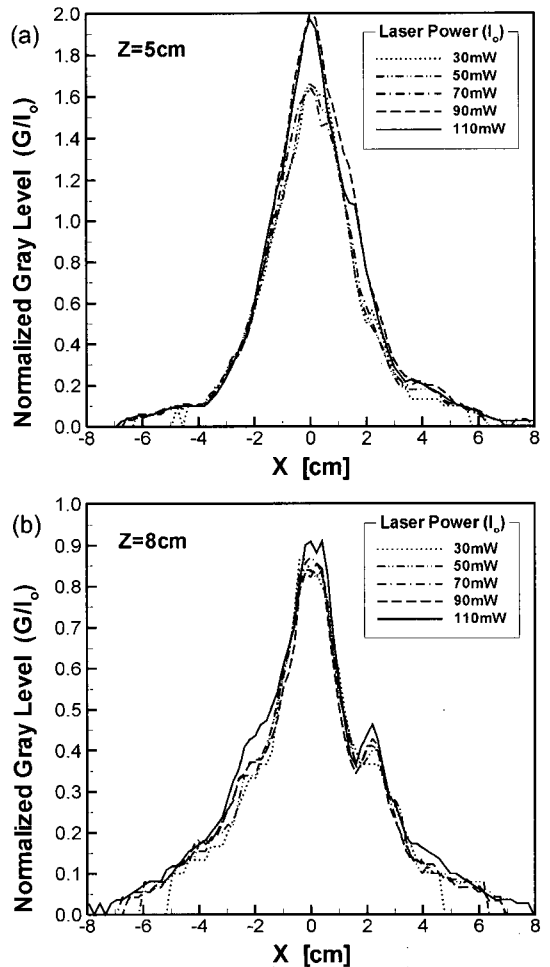 (a)
Z=5cm
Laser Power (Iₒ)
30mW
50mW
70mW
90mW
110mW
Normalized Gray Level (G/Iₒ)
2.0
1.8
1.6
1.4
1.2
1.0
0.8
0.6
0.4
0.2
0.0
-8 -6 -4 -2 0 2 4 6 8
X [cm]
(b)
Z=8cm
Laser Power (Iₒ)
30mW
50mW
70mW
90mW
110mW
Normalized Gray Level (G/Iₒ)
1.0
0.9
0.8
0.7
0.6
0.5
0.4
0.3
0.2
0.1
0.0
-8 -6 -4 -2 0 2 4 6 8
X [cm]